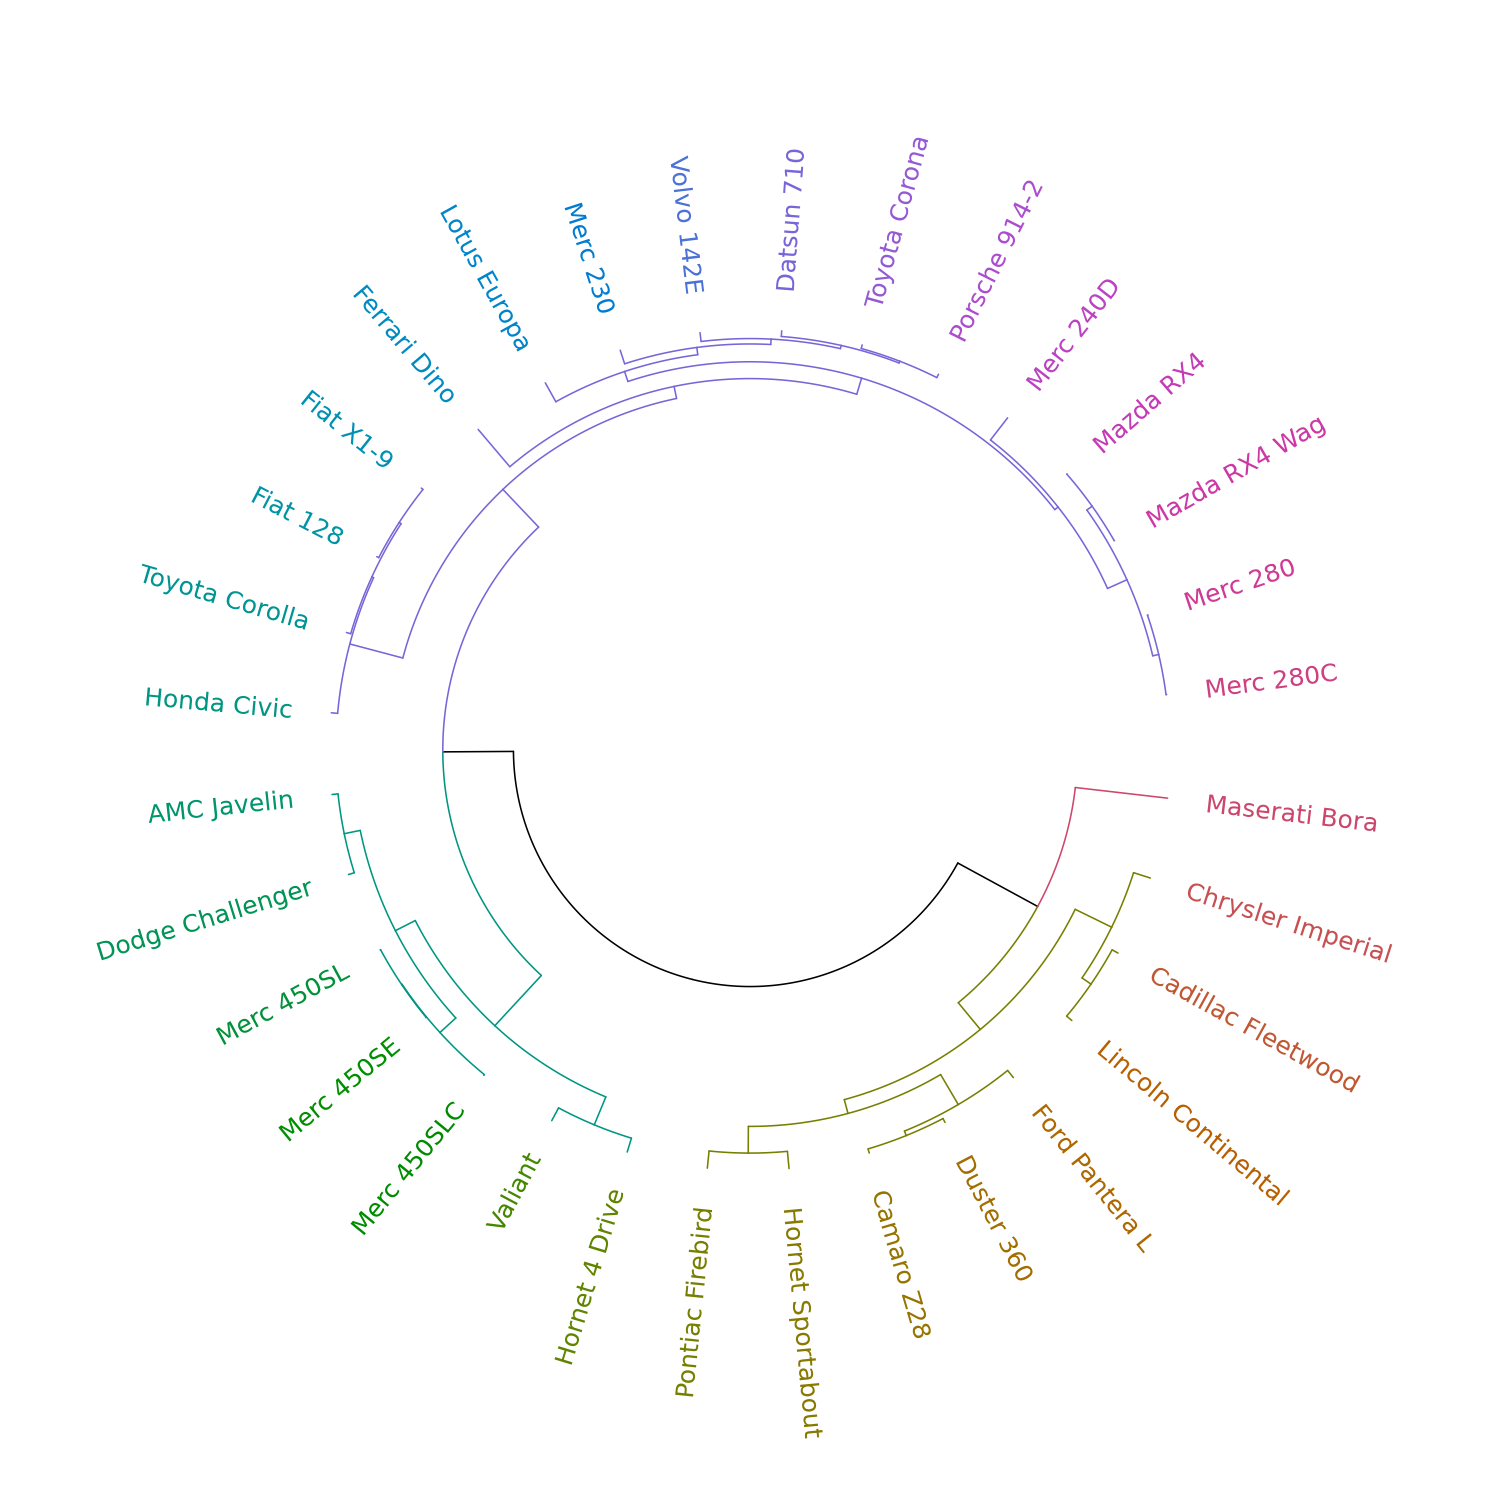 Volvo 142E
Datsun 710
Toyota Corona
Porsche 914-2
Merc 240D
Mazda RX4
Mazda RX4 Wag
Merc 280
Merc 280C
Maserati Bora
Chrysler Imperial
Cadillac Fleetwood
Lincoln Continental
Ford Pantera L
Duster 360
Camaro Z28
Hornet Sportabout
Pontiac Firebird
Hornet 4 Drive
Valiant
Merc 450SLC
Merc 450SE
Merc 450SL
Dodge Challenger
AMC Javelin
Honda Civic
Toyota Corolla
Fiat 128
Fiat X1-9
Ferrari Dino
Lotus Europa
Merc 230